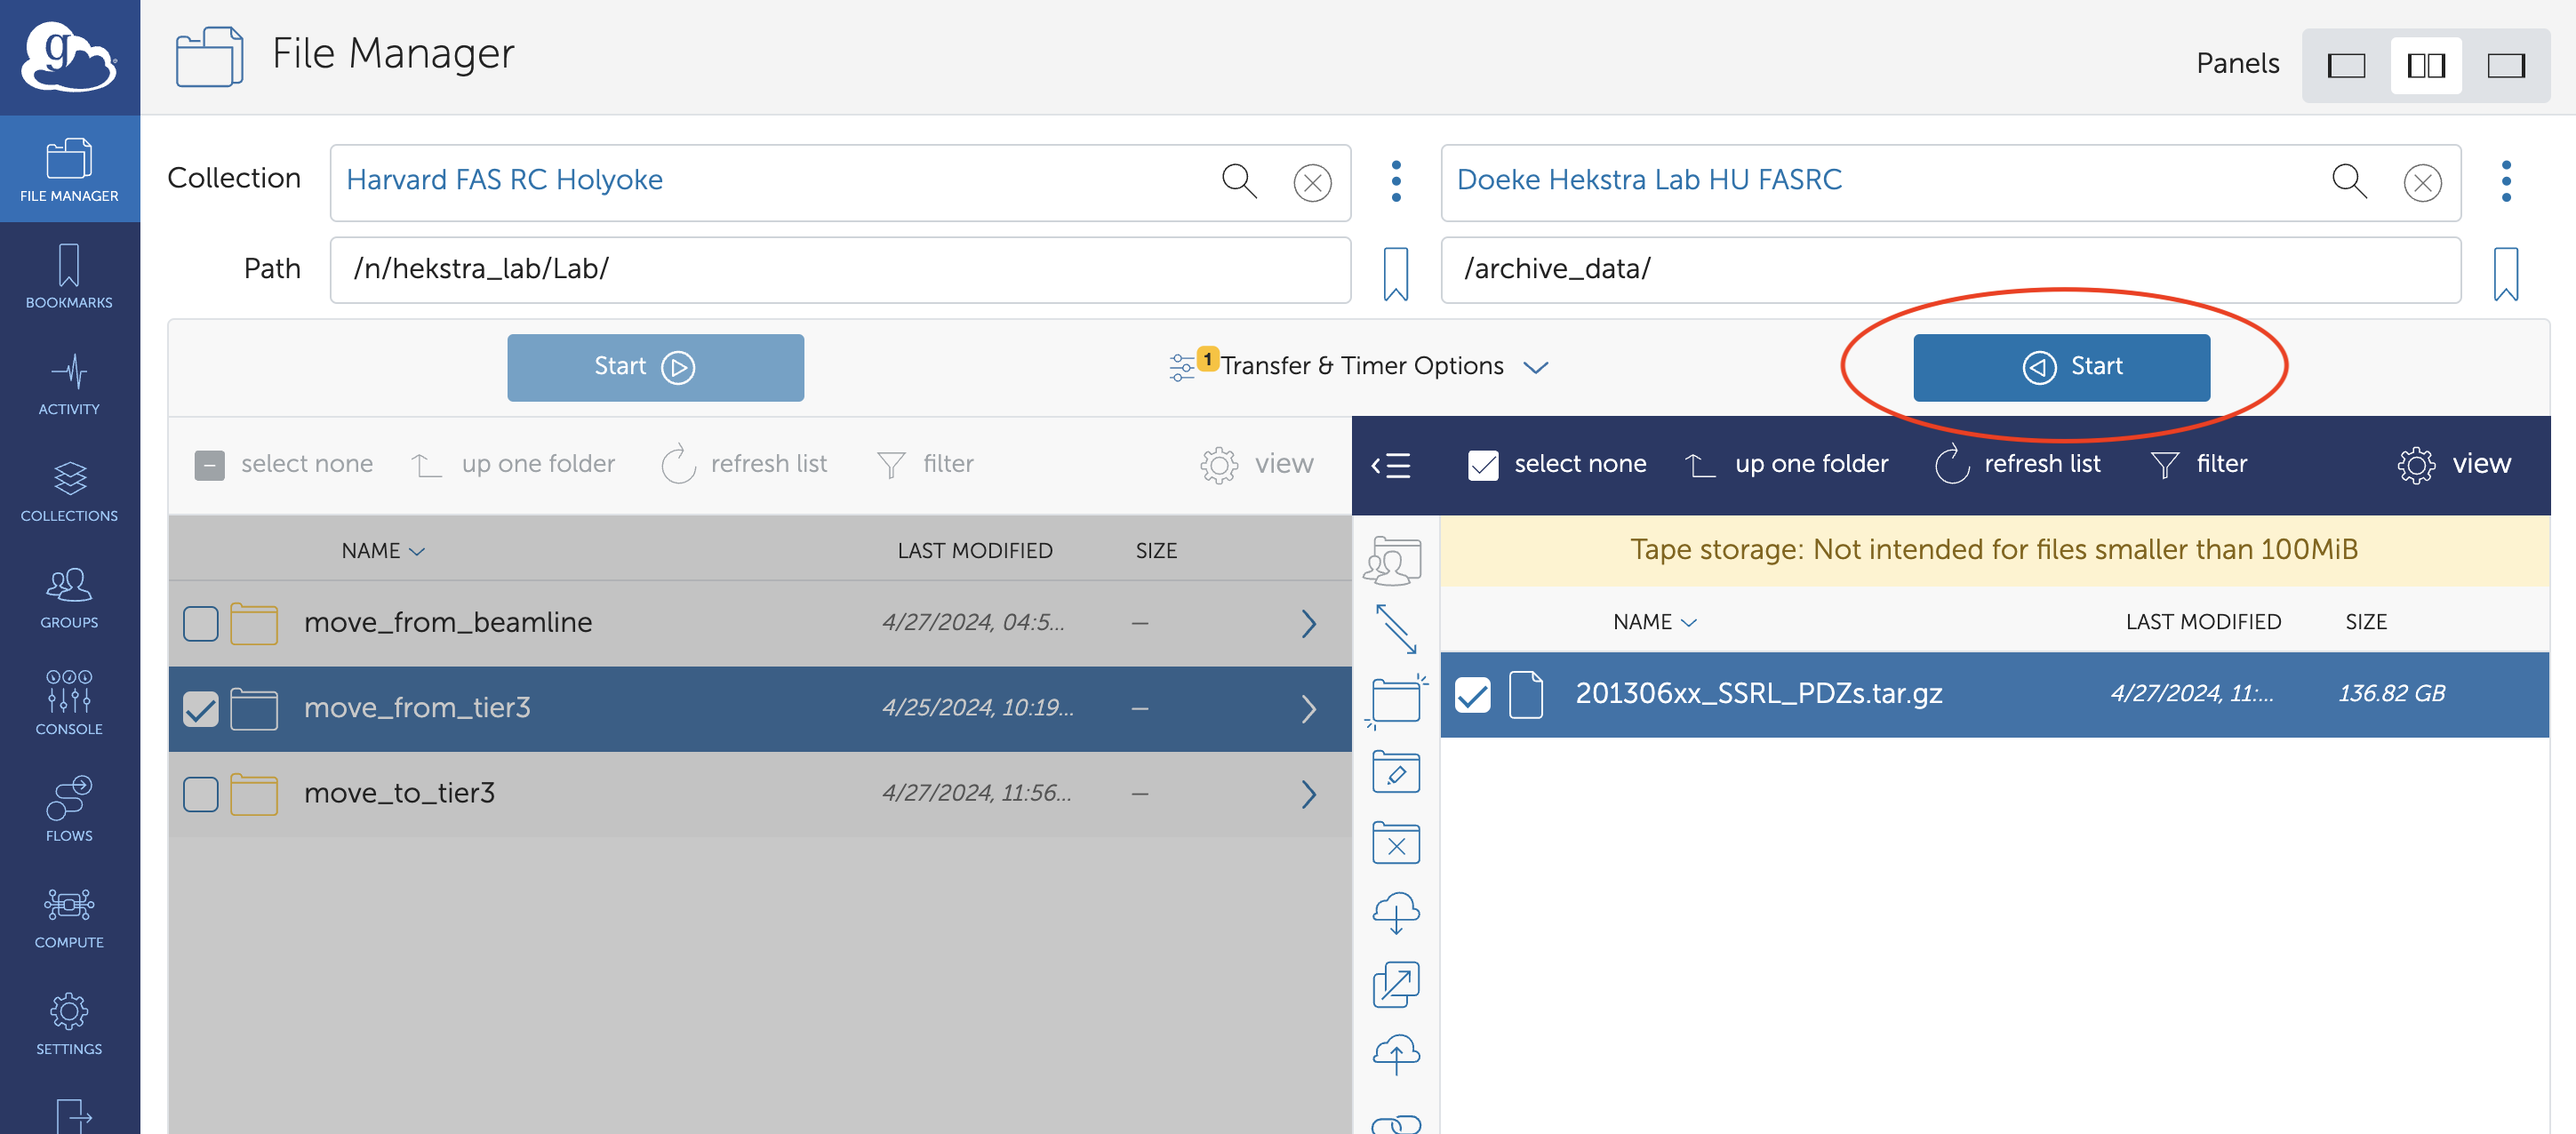 g
File Manager
Panels
FILE MANAGER
BOOKMARKS
ACTIVITY
COLLECTIONS
GROUPS
CONSOLE
FLOWS
COMPUTE
SETTINGS
Collection Harvard FAS RC Holyoke Doeke Hekstra Lab HU FASRC
Path /n/hekstra_lab/Lab/ /archive_data/
Start 1 Transfer & Timer Options Start
select none up one folder refresh list filter view
NAME LAST MODIFIED SIZE
move_from_beamline 4/27/2024, 04:5... —
move_from_tier3 4/25/2024, 10:19... —
move_to_tier3 4/27/2024, 11:56... —
select none up one folder refresh list filter view
Tape storage: Not intended for files smaller than 100MiB
NAME LAST MODIFIED SIZE
201306xx_SSRL_PDZs.tar.gz 4/27/2024, 11:... 136.82 GB